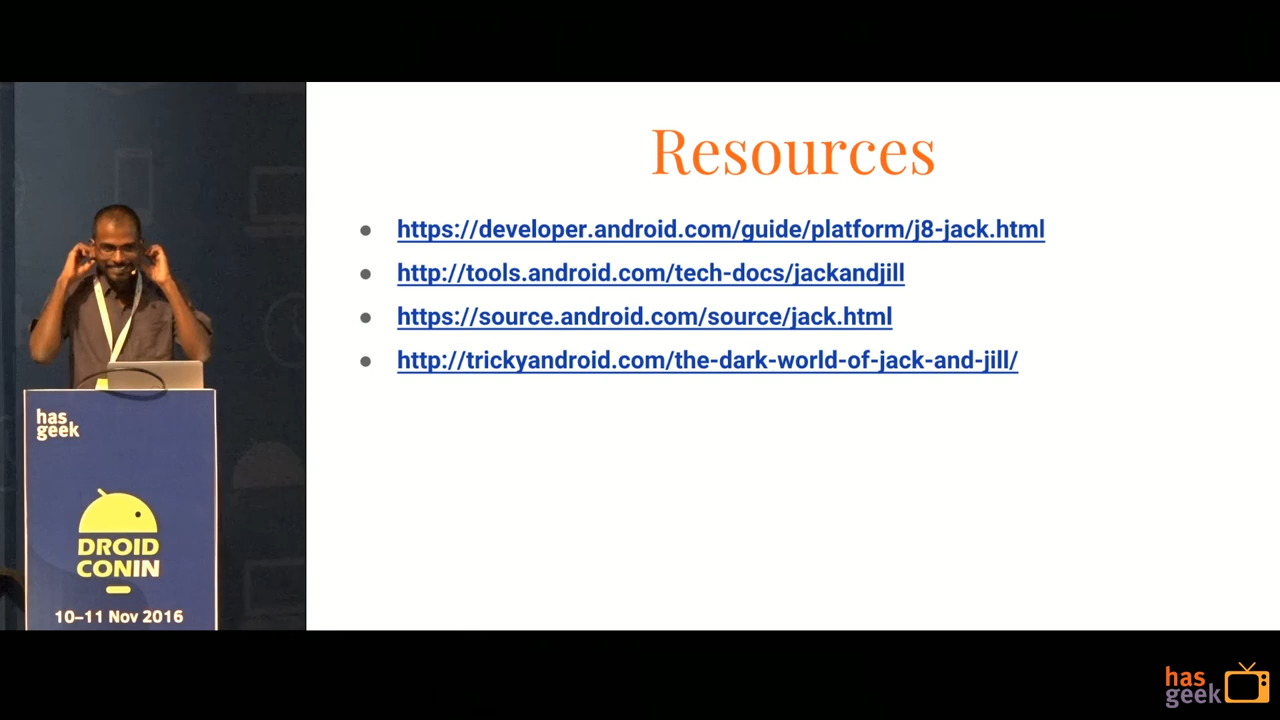 Resources
https://developer.android.com/guide/platform/j8-jack.html
http://tools.android.com/tech-docs/jackandjill
https://source.android.com/source/jack.html
http://trickyandroid.com/the-dark-world-of-jack-and-jill/
has
geek
DROID
CONIN
10–11 Nov 2016
has
geek